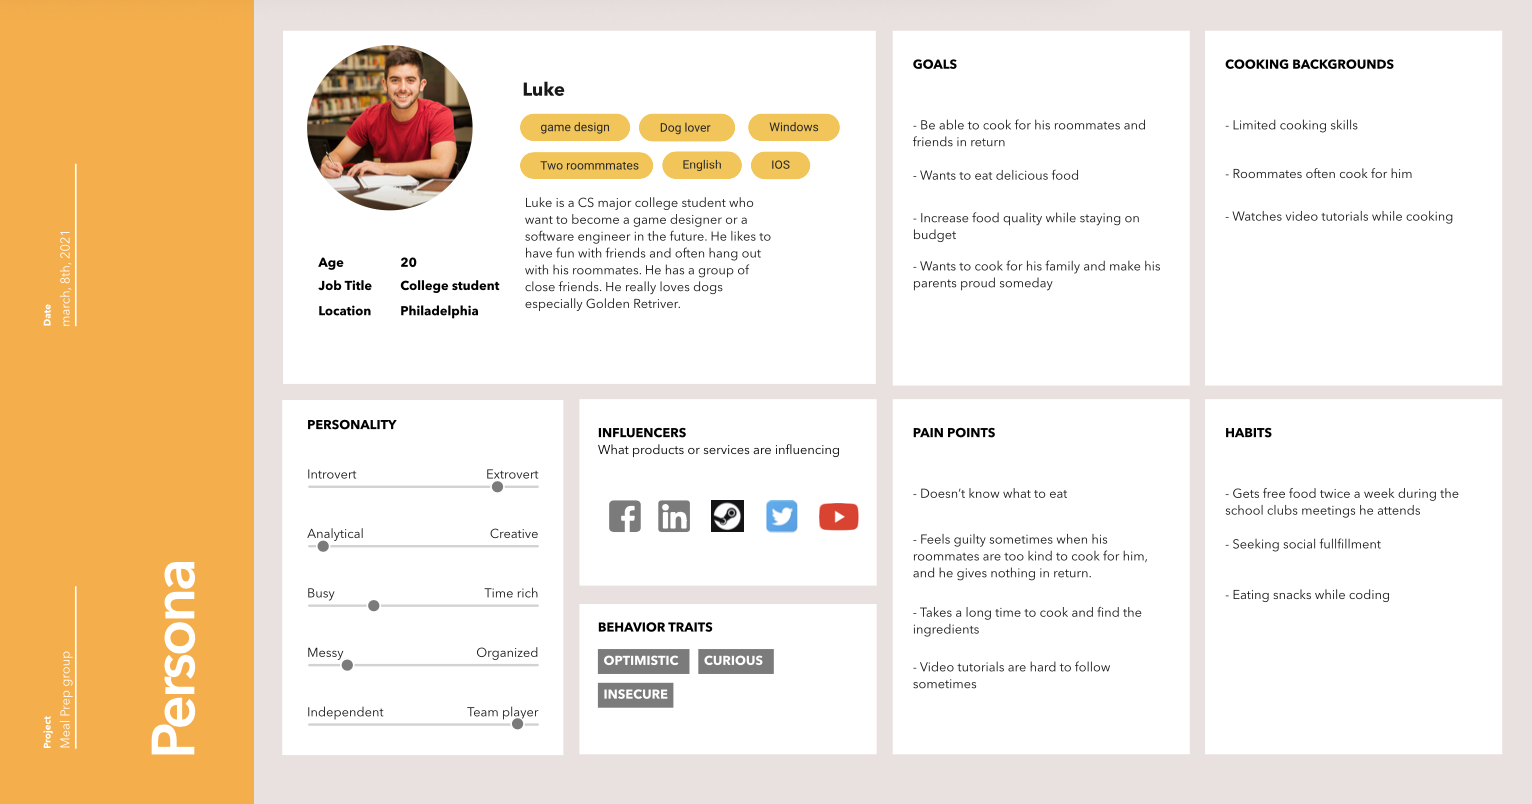 Date
march, 8th, 2021
Project
Meal Prep group
Persona
Luke
game design
Dog lover
Windows
Two roommmates
English
IOS
Luke is a CS major college student who
want to become a game designer or a
software engineer in the future. He likes to
have fun with friends and often hang out
with his roommates. He has a group of
close friends. He really loves dogs
especially Golden Retriver.
Age 20
Job Title College student
Location Philadelphia
GOALS
- Be able to cook for his roommates and
friends in return
- Wants to eat delicious food
- Increase food quality while staying on
budget
- Wants to cook for his family and make his
parents proud someday
COOKING BACKGROUNDS
- Limited cooking skills
- Roommates often cook for him
- Watches video tutorials while cooking
PERSONALITY
Introvert Extrovert
Analytical Creative
Busy Time rich
Messy Organized
Independent Team player
INFLUENCERS
What products or services are influencing
f
in
BEHAVIOR TRAITS
OPTIMISTIC
CURIOUS
INSECURE
PAIN POINTS
- Doesn't know what to eat
- Feels guilty sometimes when his
roommates are too kind to cook for him,
and he gives nothing in return.
- Takes a long time to cook and find the
ingredients
- Video tutorials are hard to follow
sometimes
HABITS
- Gets free food twice a week during the
school clubs meetings he attends
- Seeking social fullfillment
- Eating snacks while coding